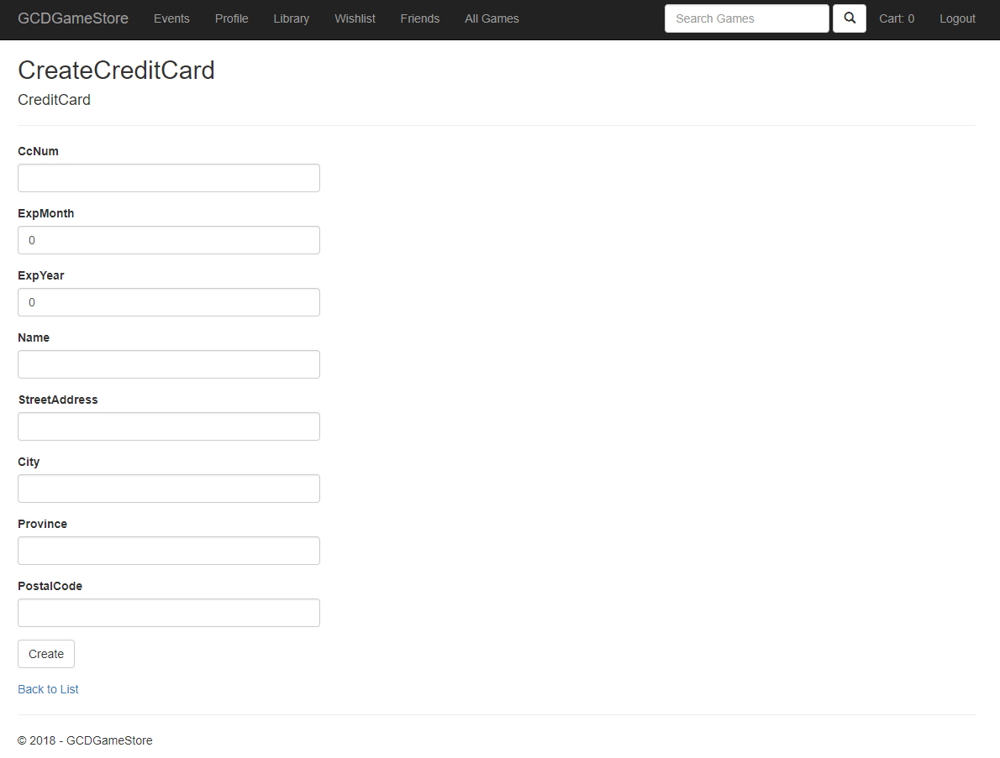 GCDGameStore Events Profile Library Wishlist Friends All Games Search Games Cart: 0 Logout
CreateCreditCard
CreditCard
CcNum
ExpMonth
0
ExpYear
0
Name
StreetAddress
City
Province
PostalCode
Create
Back to List
© 2018 - GCDGameStore